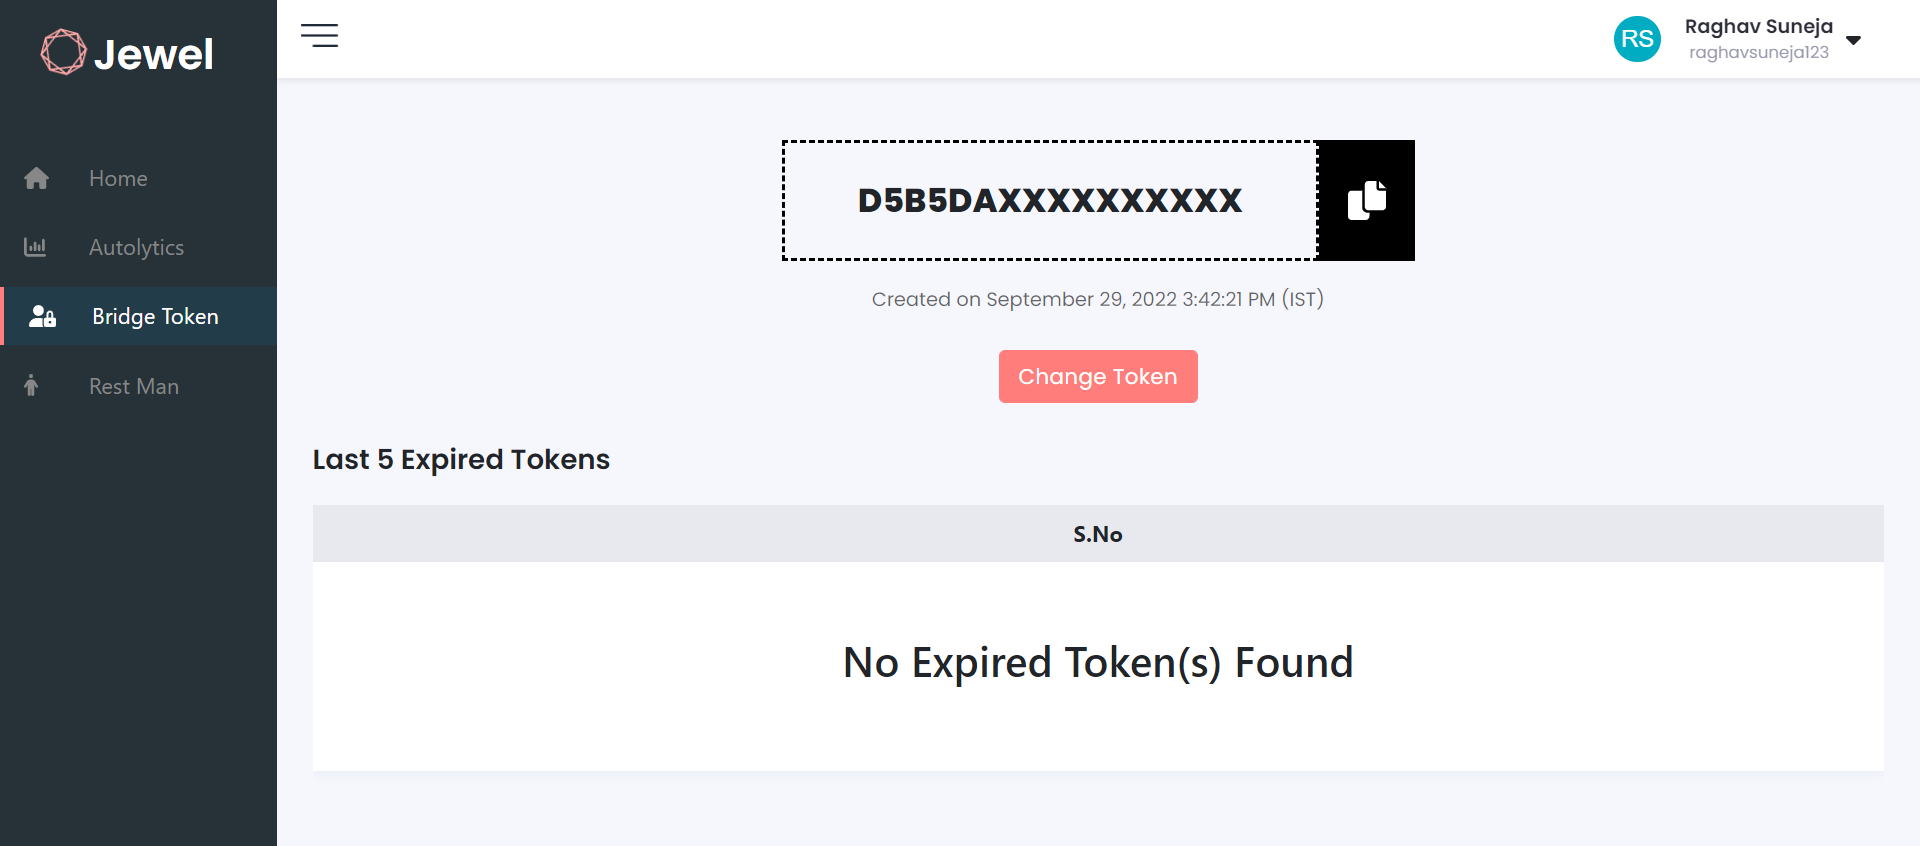 Jewel
Home
Autolytics
Bridge Token
Rest Man
RS
Raghav Suneja
raghavsuneja123
D5B5DAXXXXXXXXXX
Created on September 29, 2022 3:42:21 PM (IST)
Change Token
Last 5 Expired Tokens
S.No
No Expired Token(s) Found